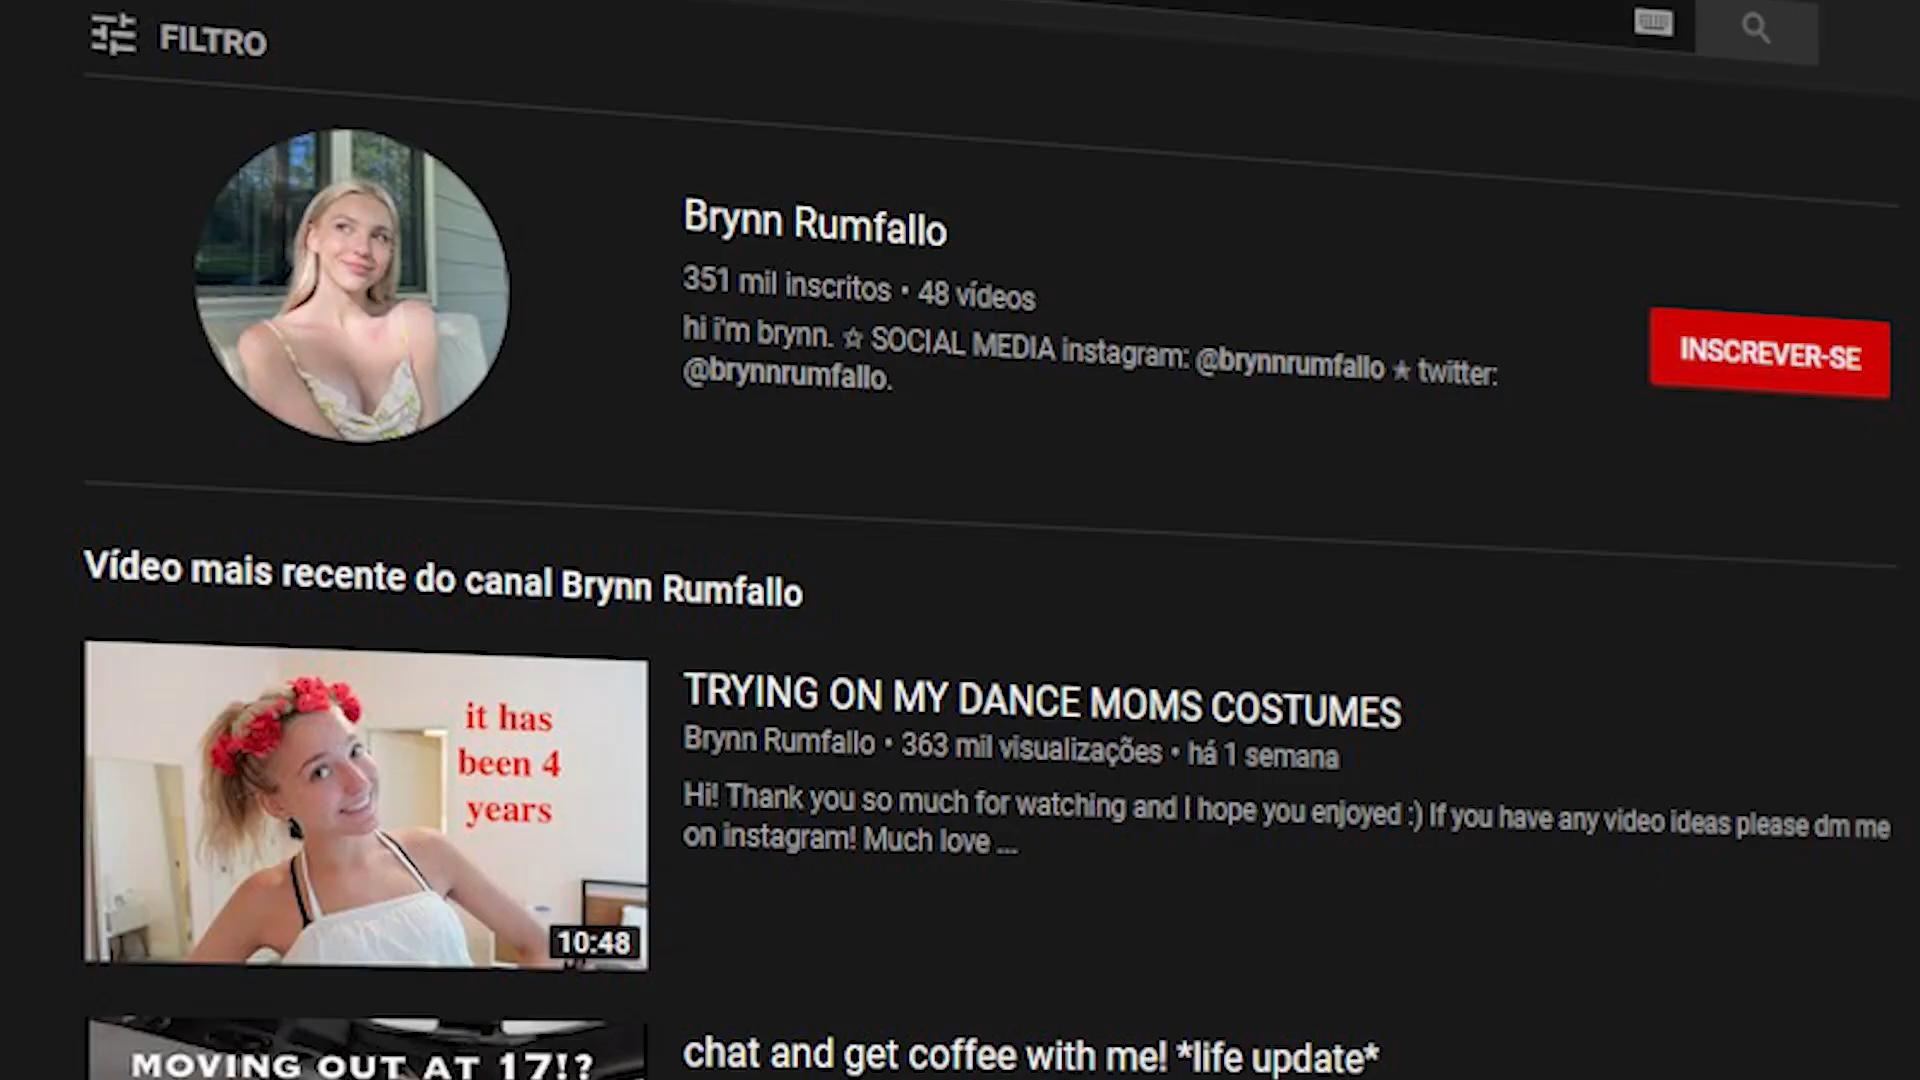 FILTRO
Brynn Rumfallo
351 mil inscritos • 48 vídeos
hi i'm brynn. ☆ SOCIAL MEDIA instagram: @brynnrumfallo ★ twitter:
@brynnrumfallo.
INSCREVER-SE
Vídeo mais recente do canal Brynn Rumfallo
it has
been 4
years
10:48
TRYING ON MY DANCE MOMS COSTUMES
Brynn Rumfallo • 363 mil visualizações • há 1 semana
Hi! Thank you so much for watching and I hope you enjoyed :) If you have any video ideas please dm me
on instagram! Much love ...
MOVING OUT AT 17!?
chat and get coffee with me! *life update*